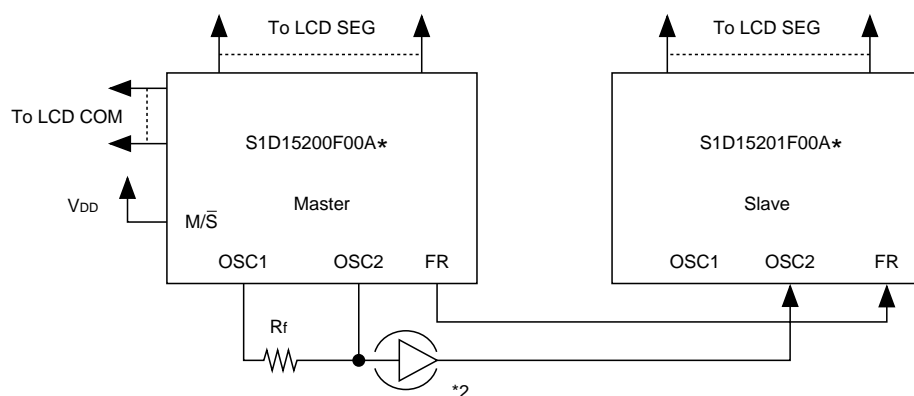 To LCD SEG
To LCD SEG
To LCD COM
S1D15200F00A*
S1D15201F00A*
VDD
M/S̅
Master
Slave
OSC1
OSC2
FR
OSC1
OSC2
FR
Rf
*2